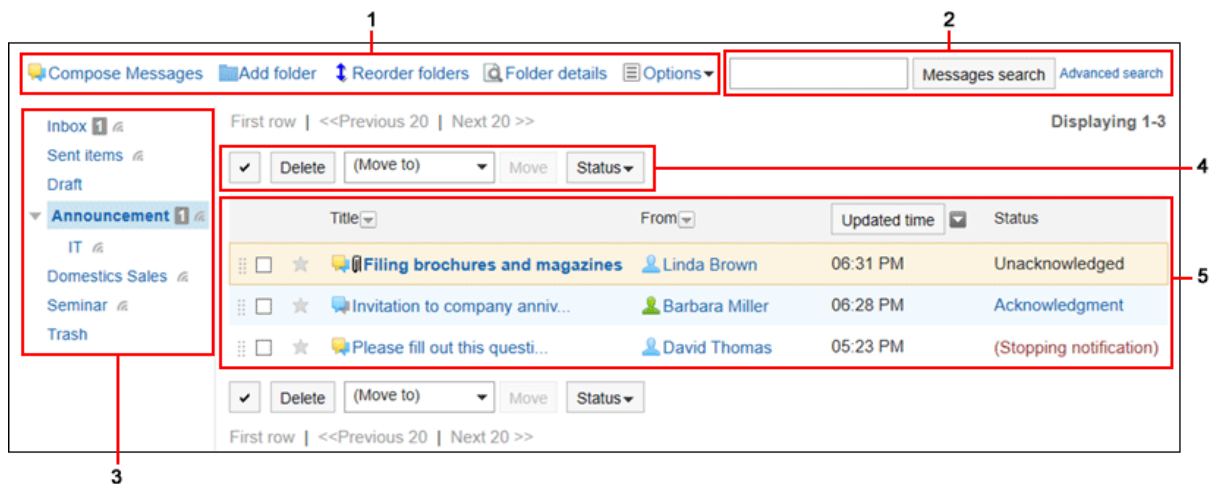 1
2
Compose Messages Add folder Reorder folders Folder details Options Messages search Advanced search
Inbox 1
Sent items
Draft
Announcement 1
IT
Domestics Sales
Seminar
Trash
3
First row | <<Previous 20 | Next 20 >> Displaying 1-3
Delete (Move to) Move Status
4
Title From Updated time Status
Filing brochures and magazines Linda Brown 06:31 PM Unacknowledged
5
Invitation to company anniv... Barbara Miller 06:28 PM Acknowledgment
Please fill out this questi... David Thomas 05:23 PM (Stopping notification)
Delete (Move to) Move Status
First row | <<Previous 20 | Next 20 >>